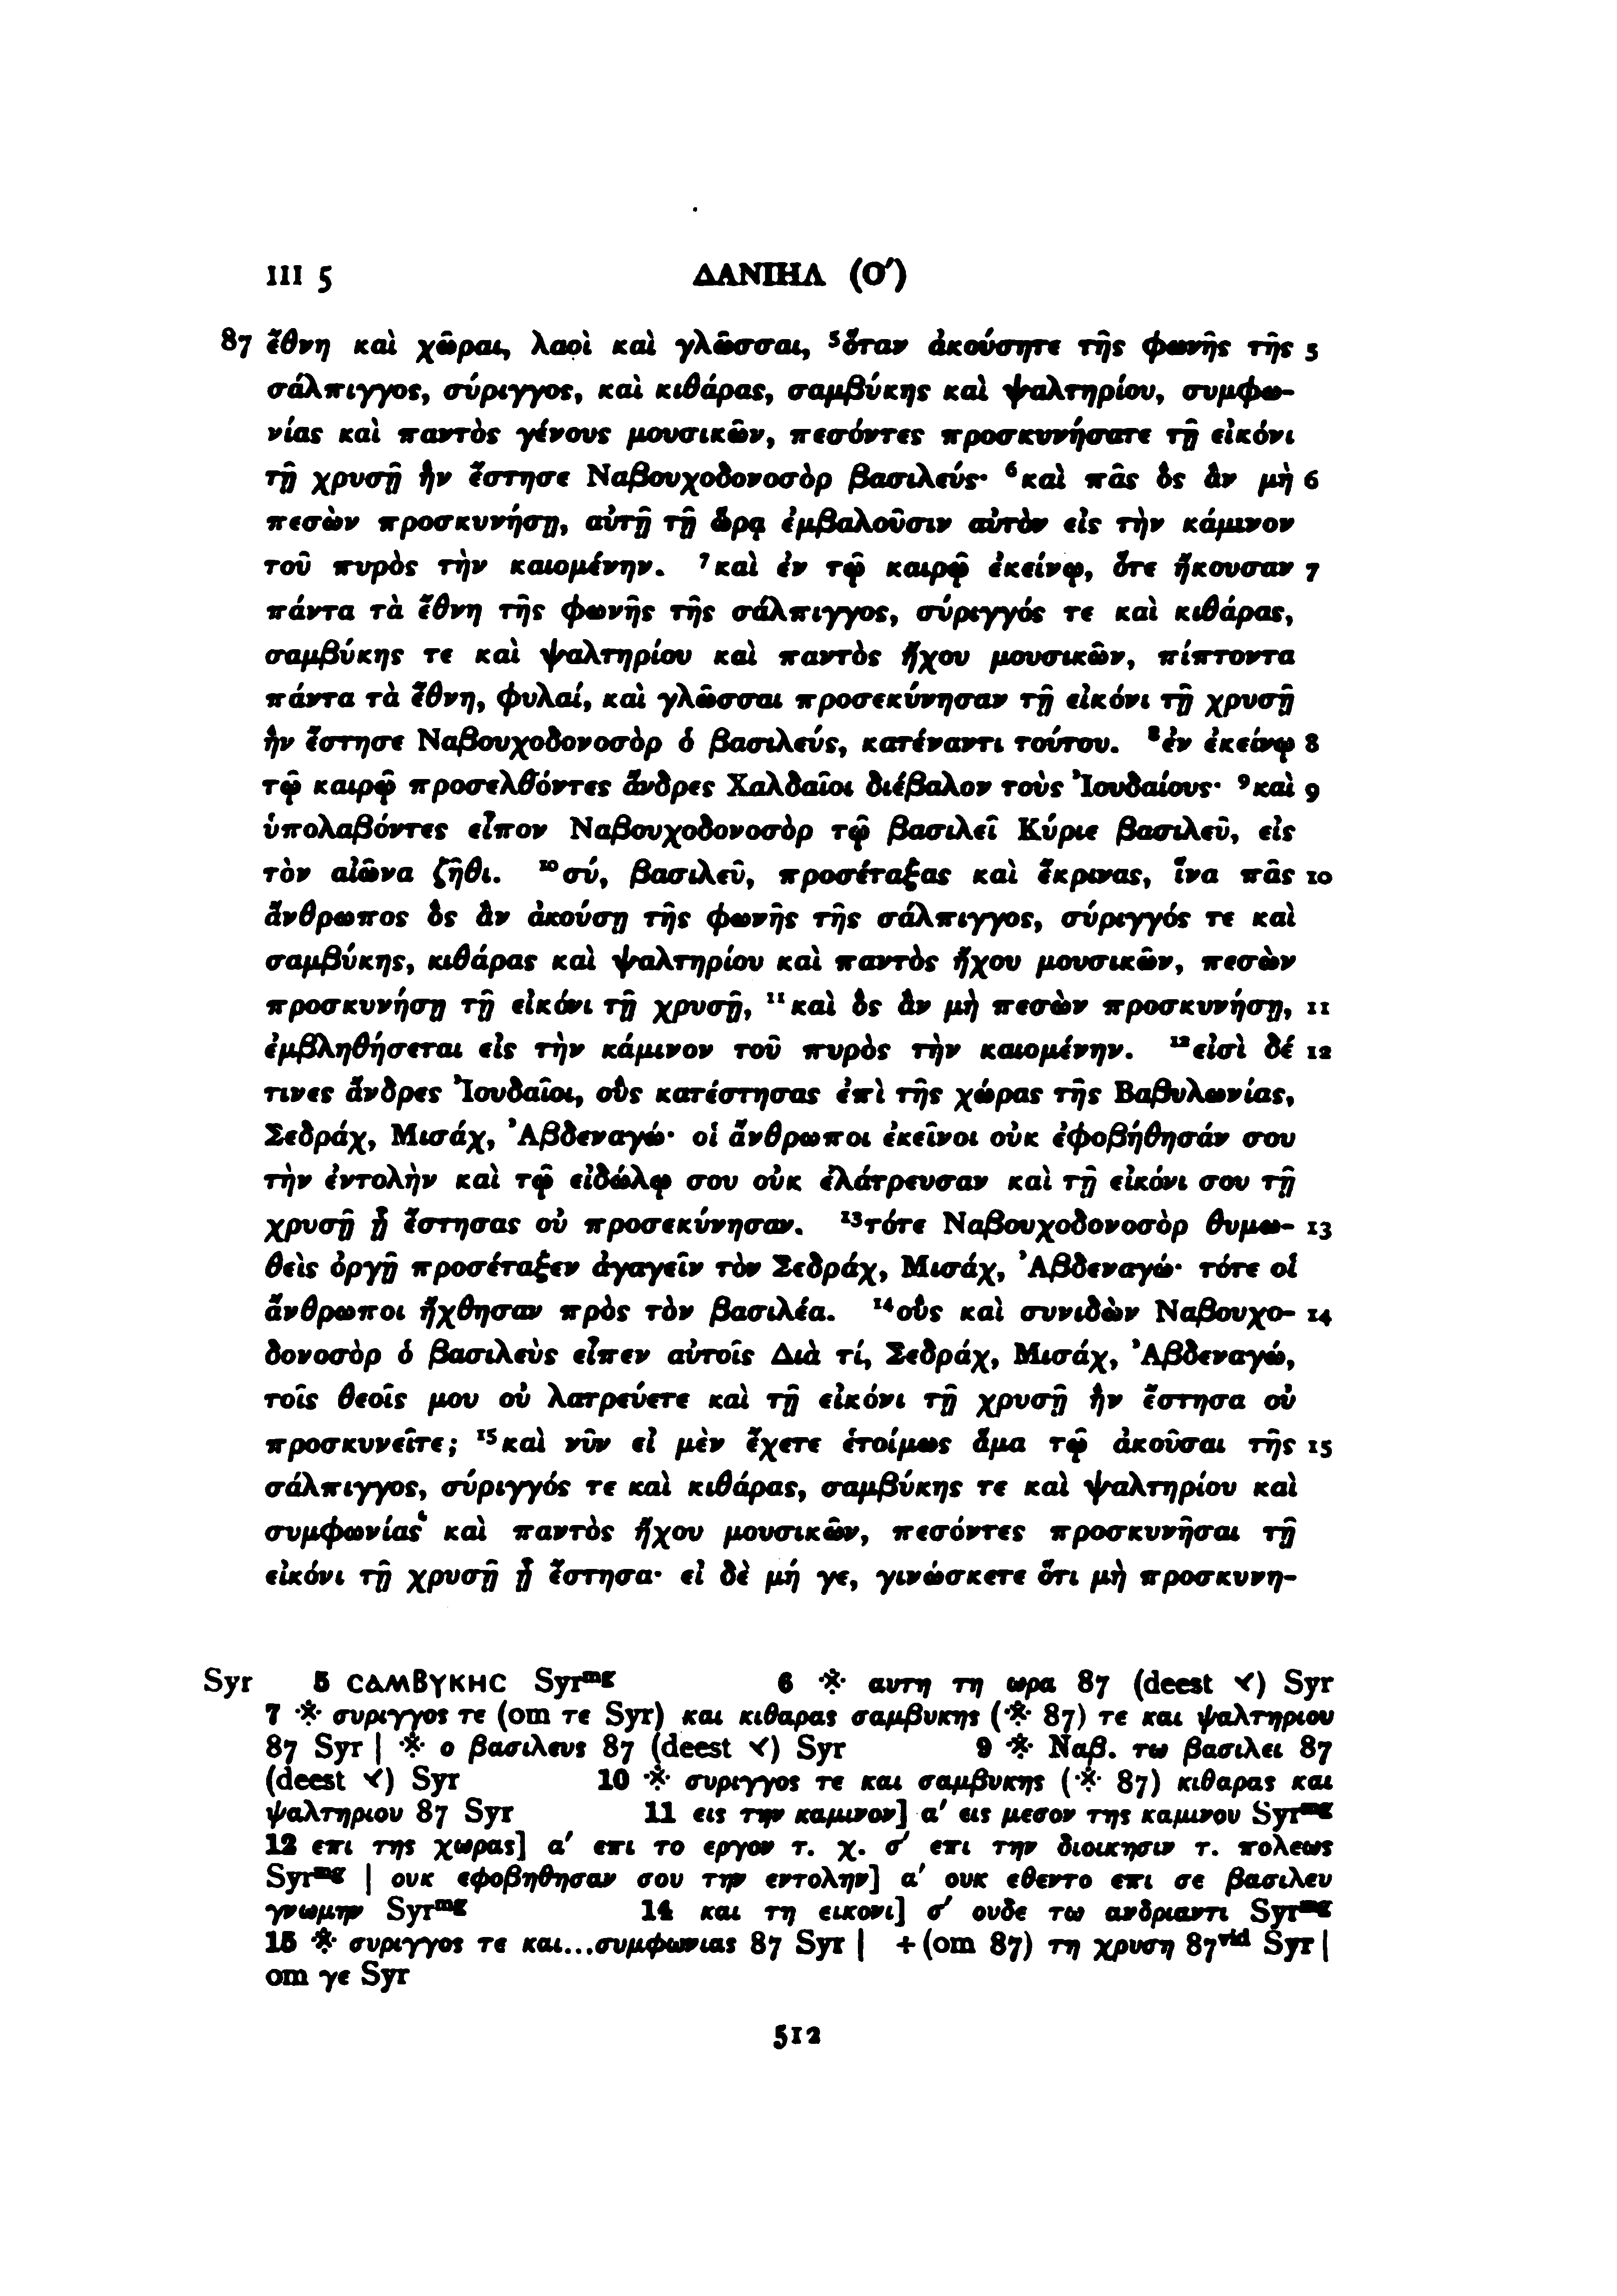 III 5 ΔΑΝΙΗΛ (Ο′)
87 ἔθνη καὶ χῶραι, λαοὶ καὶ γλῶσσαι, ⁵ὅταν ἀκούσητε τῆς φωνῆς τῆς 5
σάλπιγγος, σύριγγος, καὶ κιθάρας, σαμβύκης καὶ ψαλτηρίου, συμφω-
νίας καὶ παντὸς γένους μουσικῶν, πεσόντες προσκυνήσατε τῇ εἰκόνι
τῇ χρυσῇ ἣν ἔστησε Ναβουχοδονοσὸρ βασιλεύς· ⁶καὶ πᾶς ὃς ἂν μὴ 6
πεσὼν προσκυνήσῃ, αὐτῇ τῇ ὥρᾳ ἐμβαλοῦσιν αὐτὸν εἰς τὴν κάμινον
τοῦ πυρὸς τὴν καιομένην. ⁷καὶ ἐν τῷ καιρῷ ἐκείνῳ, ὅτε ἤκουσαν 7
πάντα τὰ ἔθνη τῆς φωνῆς τῆς σάλπιγγος, σύριγγός τε καὶ κιθάρας,
σαμβύκης τε καὶ ψαλτηρίου καὶ παντὸς ἤχου μουσικῶν, πίπτοντα
πάντα τὰ ἔθνη, φυλαί, καὶ γλῶσσαι προσεκύνησαν τῇ εἰκόνι τῇ χρυσῇ
ἣν ἔστησε Ναβουχοδονοσὸρ ὁ βασιλεύς, κατέναντι τούτου. ⁸ἐν ἐκείνῳ 8
τῷ καιρῷ προσελθόντες ἄνδρες Χαλδαῖοι διέβαλον τοὺς Ἰουδαίους· ⁹καὶ 9
ὑπολαβόντες εἶπον Ναβουχοδονοσὸρ τῷ βασιλεῖ Κύριε βασιλεῦ, εἰς
τὸν αἰῶνα ζῆθι. ¹⁰σύ, βασιλεῦ, προσέταξας καὶ ἔκρινας, ἵνα πᾶς 10
ἄνθρωπος ὃς ἂν ἀκούσῃ τῆς φωνῆς τῆς σάλπιγγος, σύριγγός τε καὶ
σαμβύκης, κιθάρας καὶ ψαλτηρίου καὶ παντὸς ἤχου μουσικῶν, πεσὼν
προσκυνήσῃ τῇ εἰκόνι τῇ χρυσῇ, ¹¹καὶ ὃς ἂν μὴ πεσὼν προσκυνήσῃ, 11
ἐμβληθήσεται εἰς τὴν κάμινον τοῦ πυρὸς τὴν καιομένην. ¹²εἰσὶ δέ 12
τινες ἄνδρες Ἰουδαῖοι, οὓς κατέστησας ἐπὶ τῆς χώρας τῆς Βαβυλωνίας,
Σεδράχ, Μισάχ, Ἀβδεναγώ· οἱ ἄνθρωποι ἐκεῖνοι οὐκ ἐφοβήθησάν σου
τὴν ἐντολὴν καὶ τῷ εἰδώλῳ σου οὐκ ἐλάτρευσαν καὶ τῇ εἰκόνι σου τῇ
χρυσῇ ᾗ ἔστησας οὐ προσεκύνησαν. ¹³τότε Ναβουχοδονοσὸρ θυμω- 13
θεὶς ὀργῇ προσέταξεν ἀγαγεῖν τὸν Σεδράχ, Μισάχ, Ἀβδεναγώ· τότε οἱ
ἄνθρωποι ἤχθησαν πρὸς τὸν βασιλέα. ¹⁴οὓς καὶ συνιδὼν Ναβουχο- 14
δονοσὸρ ὁ βασιλεὺς εἶπεν αὐτοῖς Διὰ τί, Σεδράχ, Μισάχ, Ἀβδεναγώ,
τοῖς θεοῖς μου οὐ λατρεύετε καὶ τῇ εἰκόνι τῇ χρυσῇ ἣν ἔστησα οὐ
προσκυνεῖτε; ¹⁵καὶ νῦν εἰ μὲν ἔχετε ἑτοίμως ἅμα τῷ ἀκοῦσαι τῆς 15
σάλπιγγος, σύριγγός τε καὶ κιθάρας, σαμβύκης τε καὶ ψαλτηρίου καὶ
συμφωνίας καὶ παντὸς ἤχου μουσικῶν, πεσόντες προσκυνῆσαι τῇ
εἰκόνι τῇ χρυσῇ ᾗ ἔστησα· εἰ δὲ μή γε, γινώσκετε ὅτι μὴ προσκυνη-
Syr 5 ϲαμβυκηϲ Syrᵐᵍ 6 ※ αυτη τη ωρα 87 (deest ⸔) Syr
7 ※ συριγγος τε (om τε Syr) και κιθαρας σαμβυκης (※ 87) τε και ψαλτηριου
87 Syr | ※ ο βασιλευς 87 (deest ⸔) Syr 9 ※ Ναβ. τω βασιλει 87
(deest ⸔) Syr 10 ※ συριγγος τε και σαμβυκης (※ 87) κιθαρας και
ψαλτηριου 87 Syr 11 εις την καμινον] α′ εις μεσον της καμινου Syrᵐᵍ
12 επι της χωρας] α′ επι το εργον τ. χ. σ′ επι την διοικησιν τ. πολεως
Syrᵐᵍ | ουκ εφοβηθησαν σου την εντολην] α′ ουκ εθεντο επι σε βασιλευ
γνωμην Syrᵐᵍ 14 και τη εικονι] σ′ ουδε τω ανδριαντι Syrᵐᵍ
15 ※ συριγγος τε και...συμφωνιας 87 Syr | + (om 87) τη χρυση 87ᵛⁱᵈ Syr |
om γε Syr
512